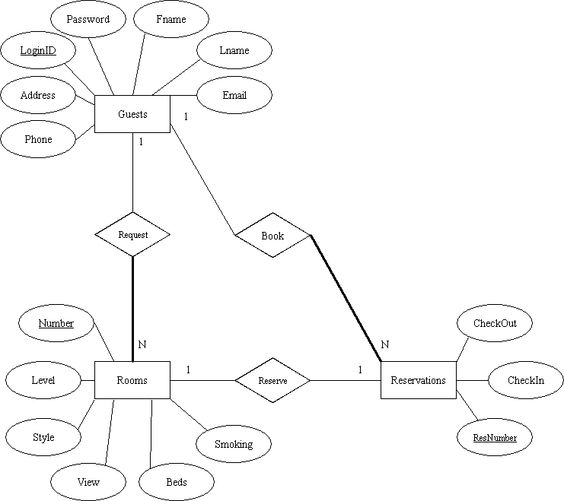 Password
Fname
LoginID
Lname
Address
Guests
Email
1
Phone
1
Request
Book
Number
CheckOut
N
N
Level
Rooms
1
Reserve
1
Reservations
CheckIn
Style
Smoking
ResNumber
View
Beds